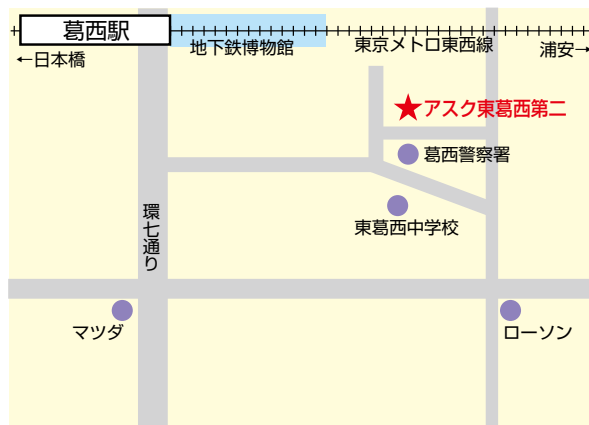 葛西駅
地下鉄博物館
東京メトロ東西線
浦安→
←日本橋
アスク東葛西第二
葛西警察署
東葛西中学校
環七通り
マツダ
ローソン